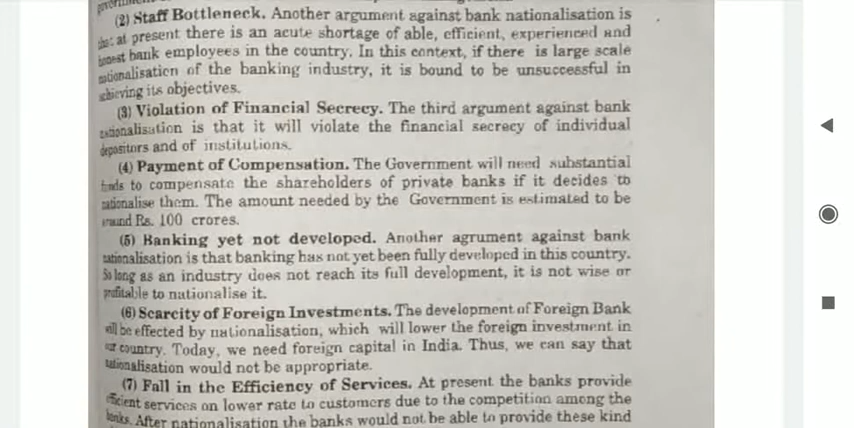 (2) Staff Bottleneck. Another argument against bank nationalisation is
at present there is an acute shortage of able, efficient, experienced and
honest bank employees in the country. In this context, if there is large scale
nationalisation of the banking industry, it is bound to be unsuccessful in
achieving its objectives.
(3) Violation of Financial Secrecy. The third argument against bank
nationalisation is that it will violate the financial secrecy of individual
depositors and of institutions.
(4) Payment of Compensation. The Government will need substantial
funds to compensate the shareholders of private banks if it decides to
nationalise them. The amount needed by the Government is estimated to be
around Rs. 100 crores.
(5) Banking yet not developed. Another agrument against bank
nationalisation is that banking has not yet been fully developed in this country.
So long as an industry does not reach its full development, it is not wise or
profitable to nationalise it.
(6) Scarcity of Foreign Investments. The development of Foreign Bank
will be effected by nationalisation, which will lower the foreign investment in
our country. Today, we need foreign capital in India. Thus, we can say that
nationalisation would not be appropriate.
(7) Fall in the Efficiency of Services. At present the banks provide
efficient services on lower rate to customers due to the competition among the
banks. After nationalisation the banks would not be able to provide these kind